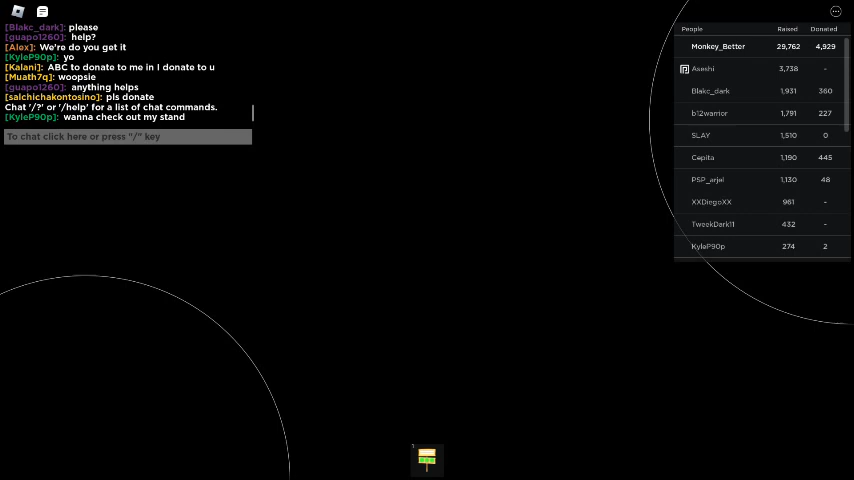 [Blakc_dark]: please
[guapo1260]: help?
[Alex]: We're do you get it
[KyleP90p]: yo
[Kalani]: ABC to donate to me in I donate to u
[Muath7q]: woopsie
[guapo1260]: anything helps
[salchichakontosino]: pls donate
Chat '/?' or '/help' for a list of chat commands.
[KyleP90p]: wanna check out my stand
To chat click here or press "/" key
People Raised Donated
Monkey_Better 29,762 4,929
Aseshi 3,738 -
Blakc_dark 1,931 360
b12warrior 1,791 227
SLAY 1,510 0
Cepita 1,190 445
PSP_arjel 1,130 48
XXDiegoXX 961 -
TweekDark11 432 -
KyleP90p 274 2
1